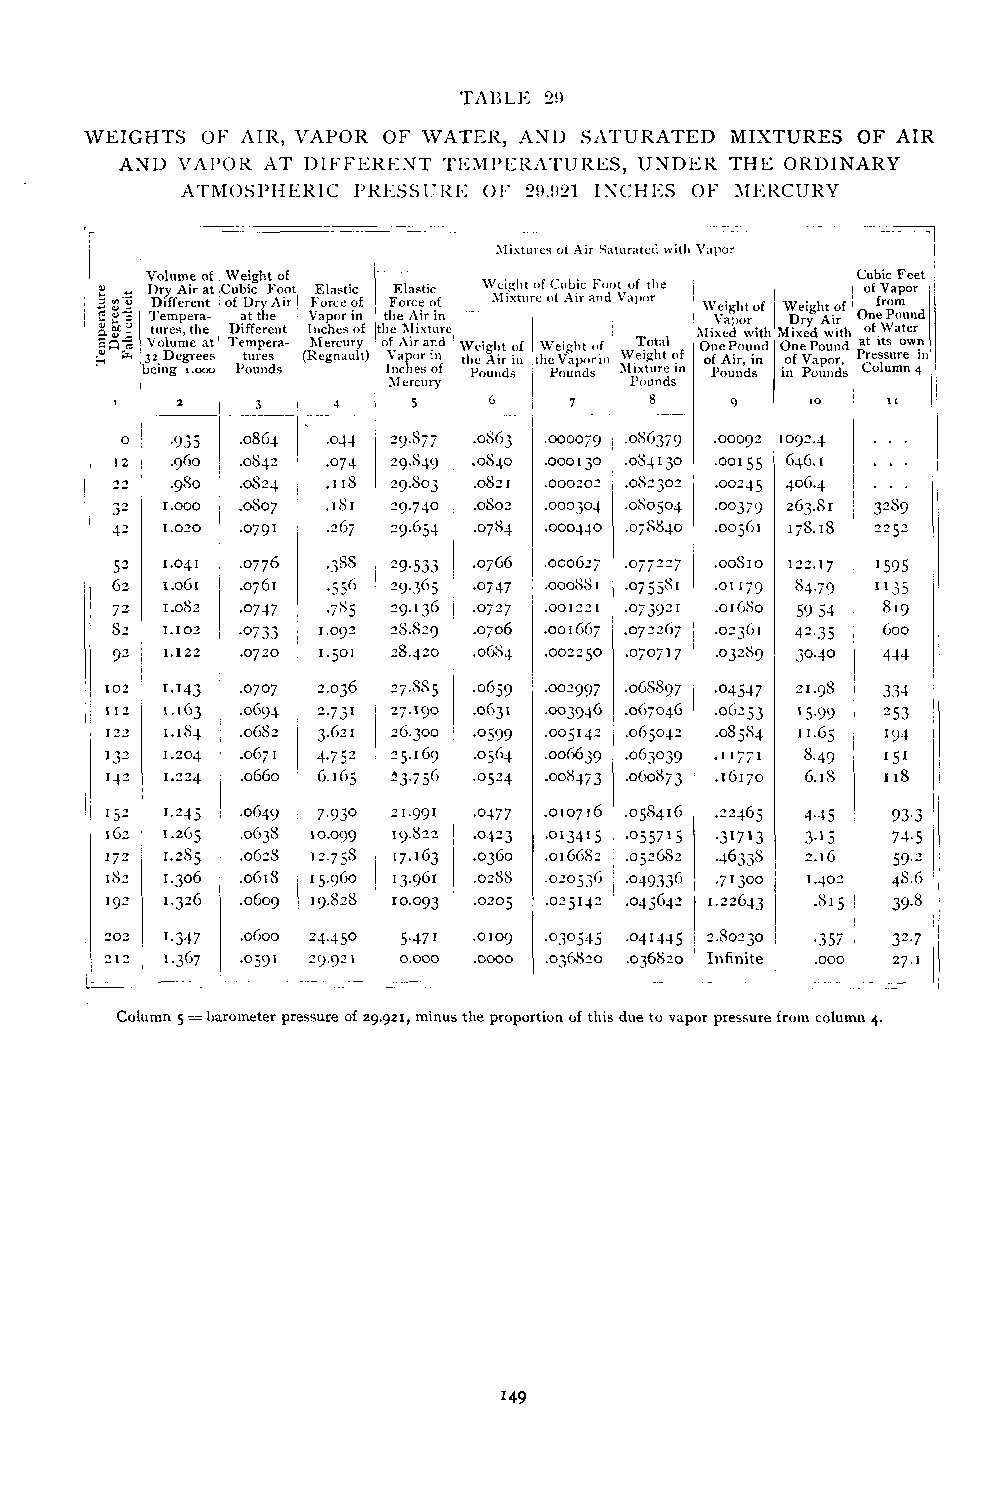 TABLE 29
WEIGHTS OF AIR, VAPOR OF WATER, AND SATURATED MIXTURES OF AIR
AND VAPOR AT DIFFERENT TEMPERATURES, UNDER THE ORDINARY
ATMOSPHERIC PRESSURE OF 29.921 INCHES OF MERCURY
Mixtures of Air Saturated with Vapor
Temperature Degrees Fahrenheit
Volume of Dry Air at Different Temperatures, the Volume at 32 Degrees being 1.000
Weight of Cubic Foot of Dry Air at the Different Temperatures Pounds
Elastic Force of Vapor in Inches of Mercury (Regnault)
Elastic Force of the Air in the Mixture of Air and Vapor in Inches of Mercury
Weight of Cubic Foot of the Mixture of Air and Vapor
Weight of the Air in Pounds
Weight of the Vapor in Pounds
Total Weight of Mixture in Pounds
Weight of Vapor Mixed with One Pound of Air, in Pounds
Weight of Dry Air Mixed with One Pound of Vapor, in Pounds
Cubic Feet of Vapor from One Pound of Water at its own Pressure in Column 4
1 2 3 4 5 6 7 8 9 10 11
0 .935 .0864 .044 29.877 .0863 .000079 .086379 .00092 1092.4 . . .
12 .960 .0842 .074 29.849 .0840 .000130 .084130 .00155 646.1 . . .
22 .980 .0824 .118 29.803 .0821 .000202 .082302 .00245 406.4 . . .
32 1.000 .0807 .181 29.740 .0802 .000304 .080504 .00379 263.81 3289
42 1.020 .0791 .267 29.654 .0784 .000440 .078840 .00561 178.18 2252
52 1.041 .0776 .388 29.533 .0766 .000627 .077227 .00810 122.17 1595
62 1.061 .0761 .556 29.365 .0747 .000881 .075581 .01179 84.79 1135
72 1.082 .0747 .785 29.136 .0727 .001221 .073921 .01680 59 54 819
82 1.102 .0733 1.092 28.829 .0706 .001667 .072267 .02361 42.35 600
92 1.122 .0720 1.501 28.420 .0684 .002250 .070717 .03289 30.40 444
102 1.143 .0707 2.036 27.885 .0659 .002997 .068897 .04547 21.98 334
112 1.163 .0694 2.731 27.190 .0631 .003946 .067046 .06253 15.99 253
122 1.184 .0682 3.621 26.300 .0599 .005142 .065042 .08584 11.65 194
132 1.204 .0671 4.752 25.169 .0564 .006639 .063039 .11771 8.49 151
142 1.224 .0660 6.165 23.756 .0524 .008473 .060873 .16170 6.18 118
152 1.245 .0649 7.930 21.991 .0477 .010716 .058416 .22465 4.45 93.3
162 1.265 .0638 10.099 19.822 .0423 .013415 .055715 .31713 3.15 74.5
172 1.285 .0628 12.758 17.163 .0360 .016682 .052682 .46338 2.16 59.2
182 1.306 .0618 15.960 13.961 .0288 .020536 .049336 .71300 1.402 48.6
192 1.326 .0609 19.828 10.093 .0205 .025142 .045642 1.22643 .815 39.8
202 1.347 .0600 24.450 5.471 .0109 .030545 .041445 2.80230 .357 32.7
212 1.367 .0591 29.921 0.000 .0000 .036820 .036820 Infinite .000 27.1
Column 5 = barometer pressure of 29.921, minus the proportion of this due to vapor pressure from column 4.
149